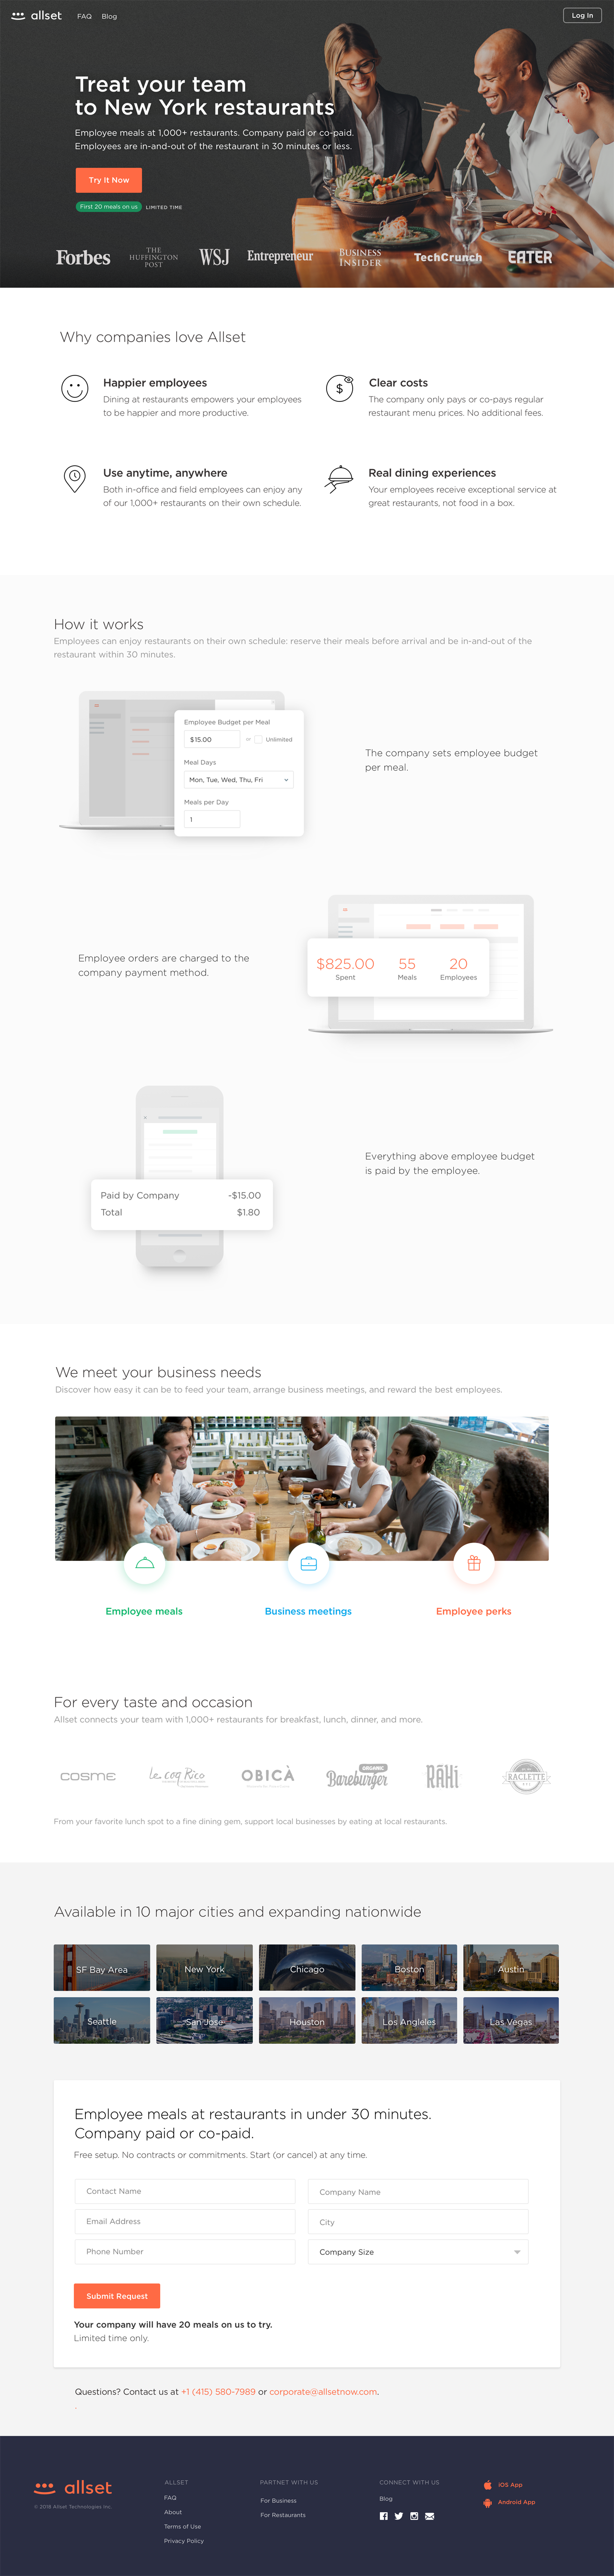 allset FAQ Blog Log In
Treat your team
to New York restaurants
Employee meals at 1,000+ restaurants. Company paid or co-paid.
Employees are in-and-out of the restaurant in 30 minutes or less.
Try It Now
First 20 meals on us LIMITED TIME
Forbes THE HUFFINGTON POST WSJ Entrepreneur BUSINESS INSIDER TechCrunch EATER
Why companies love Allset
Happier employees
Dining at restaurants empowers your employees
to be happier and more productive.
Clear costs
The company only pays or co-pays regular
restaurant menu prices. No additional fees.
Use anytime, anywhere
Both in-office and field employees can enjoy any
of our 1,000+ restaurants on their own schedule.
Real dining experiences
Your employees receive exceptional service at
great restaurants, not food in a box.
How it works
Employees can enjoy restaurants on their own schedule: reserve their meals before arrival and be in-and-out of the
restaurant within 30 minutes.
Employee Budget per Meal
$15.00 or Unlimited
Meal Days
Mon, Tue, Wed, Thu, Fri
Meals per Day
1
The company sets employee budget
per meal.
Employee orders are charged to the
company payment method.
$825.00 55 20
Spent Meals Employees
Paid by Company -$15.00
Total $1.80
Everything above employee budget
is paid by the employee.
We meet your business needs
Discover how easy it can be to feed your team, arrange business meetings, and reward the best employees.
Employee meals Business meetings Employee perks
For every taste and occasion
Allset connects your team with 1,000+ restaurants for breakfast, lunch, dinner, and more.
COSME le coq Rico OBICÀ ORGANIC Bareburger RĀHi RACLETTE
From your favorite lunch spot to a fine dining gem, support local businesses by eating at local restaurants.
Available in 10 major cities and expanding nationwide
SF Bay Area New York Chicago Boston Austin
Seattle San Jose Houston Los Angleles Las Vegas
Employee meals at restaurants in under 30 minutes.
Company paid or co-paid.
Free setup. No contracts or commitments. Start (or cancel) at any time.
Contact Name Company Name
Email Address City
Phone Number Company Size
Submit Request
Your company will have 20 meals on us to try.
Limited time only.
Questions? Contact us at +1 (415) 580-7989 or corporate@allsetnow.com.
.
allset
© 2018 Allset Technologies Inc.
ALLSET
FAQ
About
Terms of Use
Privacy Policy
PARTNET WITH US
For Business
For Restaurants
CONNECT WITH US
Blog
iOS App
Android App